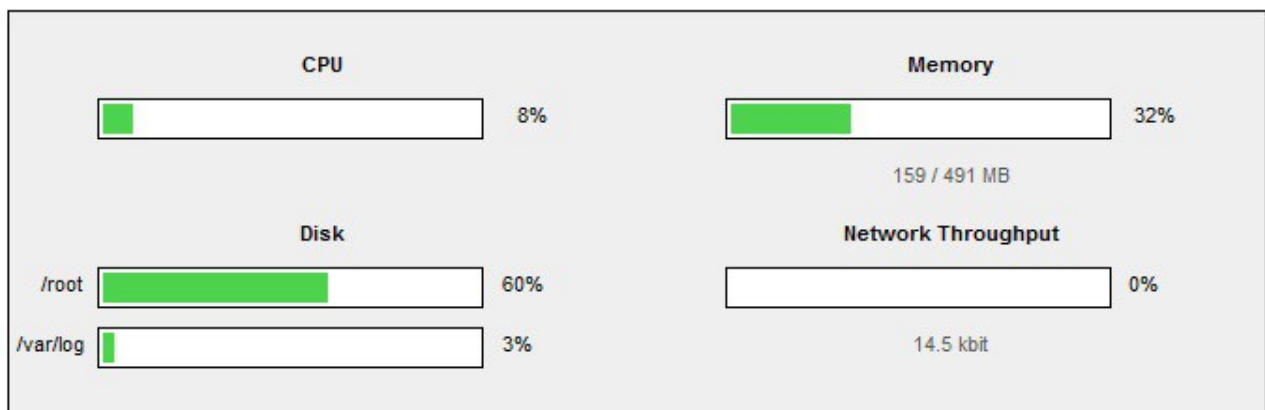 CPU
8%
Memory
32%
159 / 491 MB
Disk
/root
60%
/var/log
3%
Network Throughput
0%
14.5 kbit